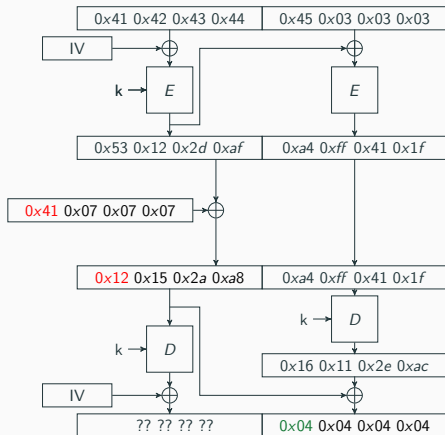 0x41 0x42 0x43 0x44 0x45 0x03 0x03 0x03
IV
k E E
0x53 0x12 0x2d 0xaf 0xa4 0xff 0x41 0x1f
0x41 0x07 0x07 0x07
0x12 0x15 0x2a 0xa8 0xa4 0xff 0x41 0x1f
k D
k D
0x16 0x11 0x2e 0xac
IV
?? ?? ?? ?? 0x04 0x04 0x04 0x04